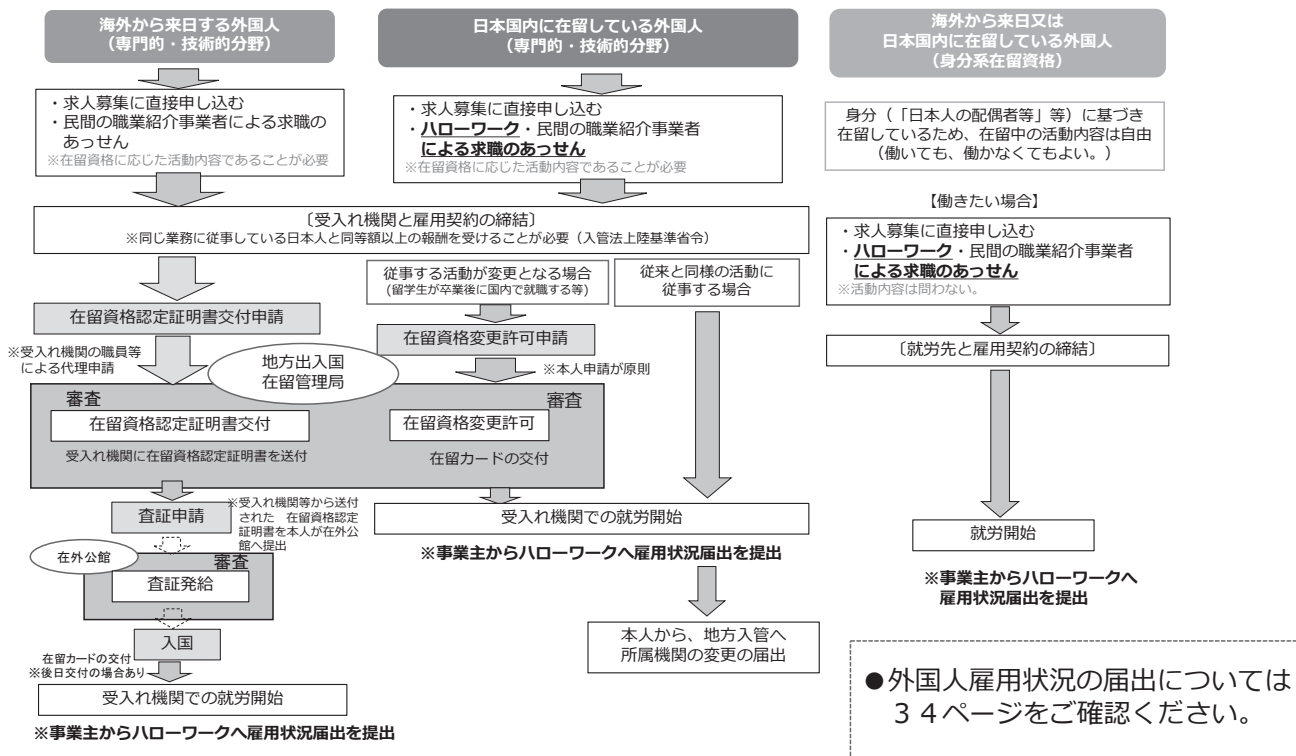 海外から来日する外国人
（専門的・技術的分野）
・求人募集に直接申し込む
・民間の職業紹介事業者による求職の
あっせん
※在留資格に応じた活動内容であることが必要
日本国内に在留している外国人
（専門的・技術的分野）
・求人募集に直接申し込む
・ハローワーク・民間の職業紹介事業者
による求職のあっせん
※在留資格に応じた活動内容であることが必要
海外から来日又は
日本国内に在留している外国人
（身分系在留資格）
身分（「日本人の配偶者等」等）に基づき
在留しているため、在留中の活動内容は自由
（働いても、働かなくてもよい。）
【働きたい場合】
・求人募集に直接申し込む
・ハローワーク・民間の職業紹介事業者
による求職のあっせん
※活動内容は問わない。
〔就労先と雇用契約の締結〕
就労開始
※事業主からハローワークへ
雇用状況届出を提出
〔受入れ機関と雇用契約の締結〕
※同じ業務に従事している日本人と同等額以上の報酬を受けることが必要（入管法上陸基準省令）
従事する活動が変更となる場合
(留学生が卒業後に国内で就職する等)
従来と同様の活動に
従事する場合
在留資格認定証明書交付申請
※受入れ機関の職員等
による代理申請
在留資格変更許可申請
※本人申請が原則
地方出入国
在留管理局
審査
在留資格認定証明書交付
受入れ機関に在留資格認定証明書を送付
審査
在留資格変更許可
在留カードの交付
査証申請
※受入れ機関等から送付
された　在留資格認定
証明書を本人が在外公
館へ提出
在外公館
審査
査証発給
入国
在留カードの交付
※後日交付の場合あり
受入れ機関での就労開始
※事業主からハローワークへ雇用状況届出を提出
受入れ機関での就労開始
※事業主からハローワークへ雇用状況届出を提出
本人から、地方入管へ
所属機関の変更の届出
●外国人雇用状況の届出については
３４ページをご確認ください。